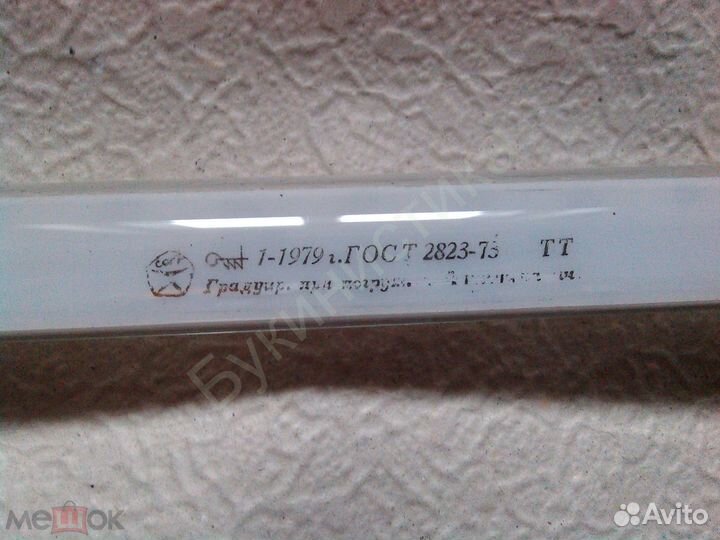 1-1979 г. ГОСТ 2823-73 ТТ
Градуир. при погруж.
Букинистика
мешок
Avito